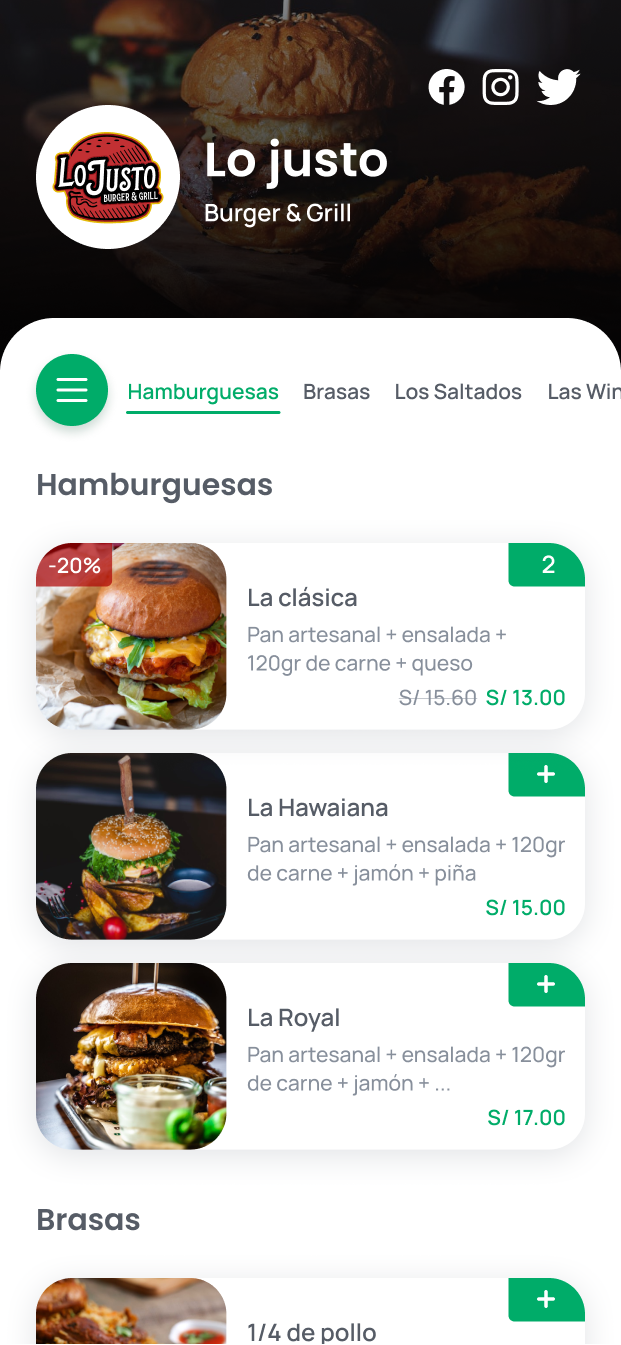 LO JUSTO
BURGER & GRILL
Lo justo
Burger & Grill
Hamburguesas Brasas Los Saltados Las Win
Hamburguesas
-20%
2
La clásica
Pan artesanal + ensalada +
120gr de carne + queso
S/ 15.60 S/ 13.00
+
La Hawaiana
Pan artesanal + ensalada + 120gr
de carne + jamón + piña
S/ 15.00
+
La Royal
Pan artesanal + ensalada + 120gr
de carne + jamón + ...
S/ 17.00
Brasas
+
1/4 de pollo